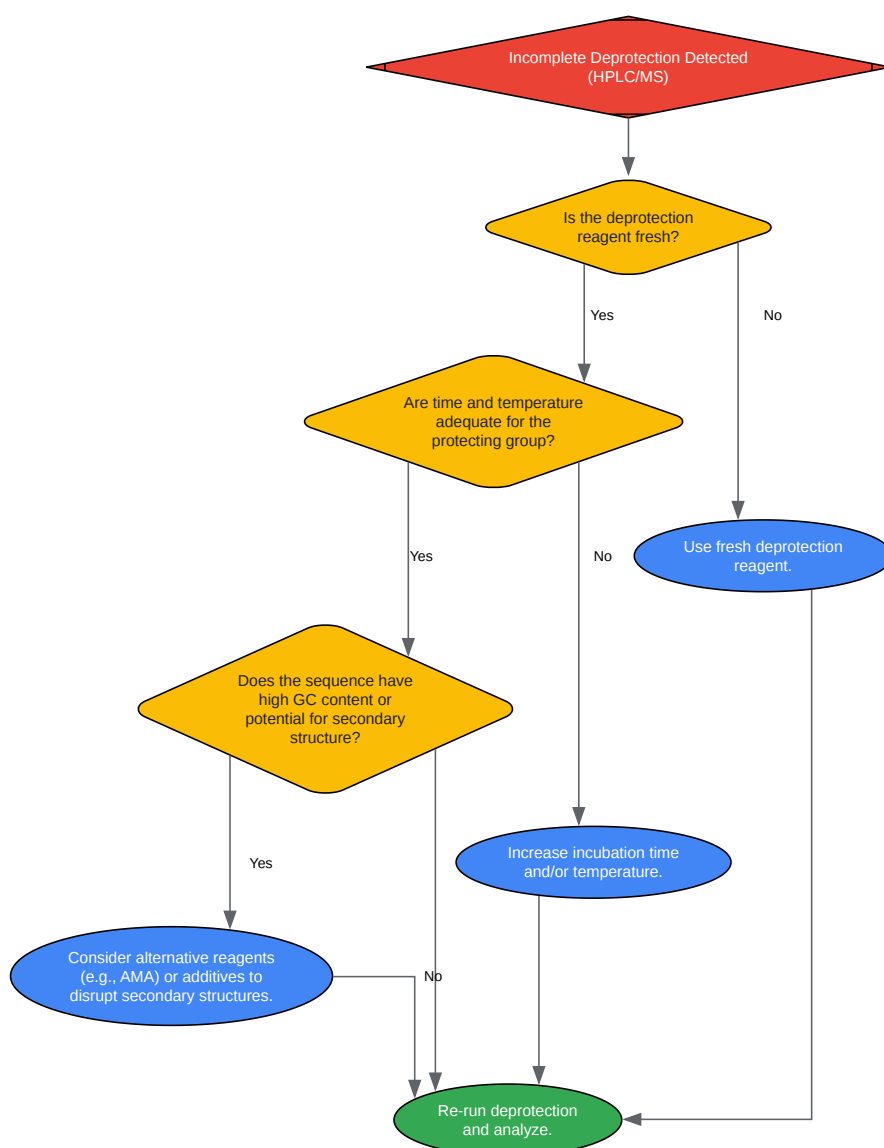 Incomplete Deprotection Detected
(HPLC/MS)
Is the deprotection
reagent fresh?
Yes
No
Are time and temperature
adequate for the
protecting group?
Yes
No
Use fresh deprotection
reagent.
Does the sequence have
high GC content or
potential for secondary
structure?
Yes
Increase incubation time
and/or temperature.
Consider alternative reagents
(e.g., AMA) or additives to
disrupt secondary structures.
No
Re-run deprotection
and analyze.